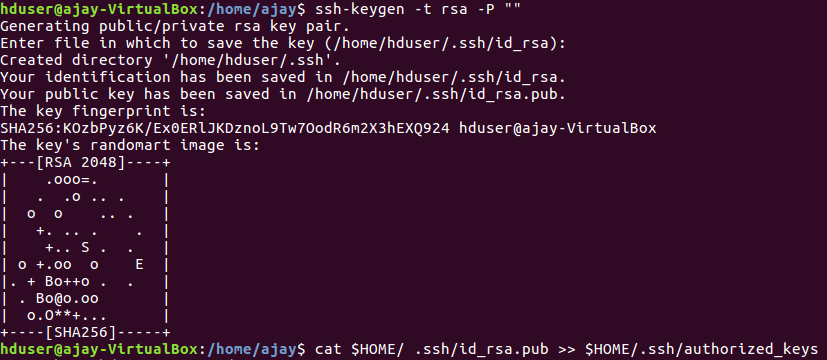 hduser@ajay-VirtualBox:/home/ajay$ ssh-keygen -t rsa -P ""
Generating public/private rsa key pair.
Enter file in which to save the key (/home/hduser/.ssh/id_rsa):
Created directory '/home/hduser/.ssh'.
Your identification has been saved in /home/hduser/.ssh/id_rsa.
Your public key has been saved in /home/hduser/.ssh/id_rsa.pub.
The key fingerprint is:
SHA256:KOzbPyz6K/Ex0ERlJKDznoL9Tw7OodR6m2X3hEXQ924 hduser@ajay-VirtualBox
The key's randomart image is:
+---[RSA 2048]----+
|    .ooo=.       |
|   .  .o .. .    |
|  o  o    .. .   |
|   +. .. .    .  |
|    +.. S .  .   |
| o +.oo  o    E  |
|. + Bo++o .  .   |
| . Bo@o.oo       |
|  o.O**+...      |
+----[SHA256]-----+
hduser@ajay-VirtualBox:/home/ajay$ cat $HOME/ .ssh/id_rsa.pub >> $HOME/.ssh/authorized_keys